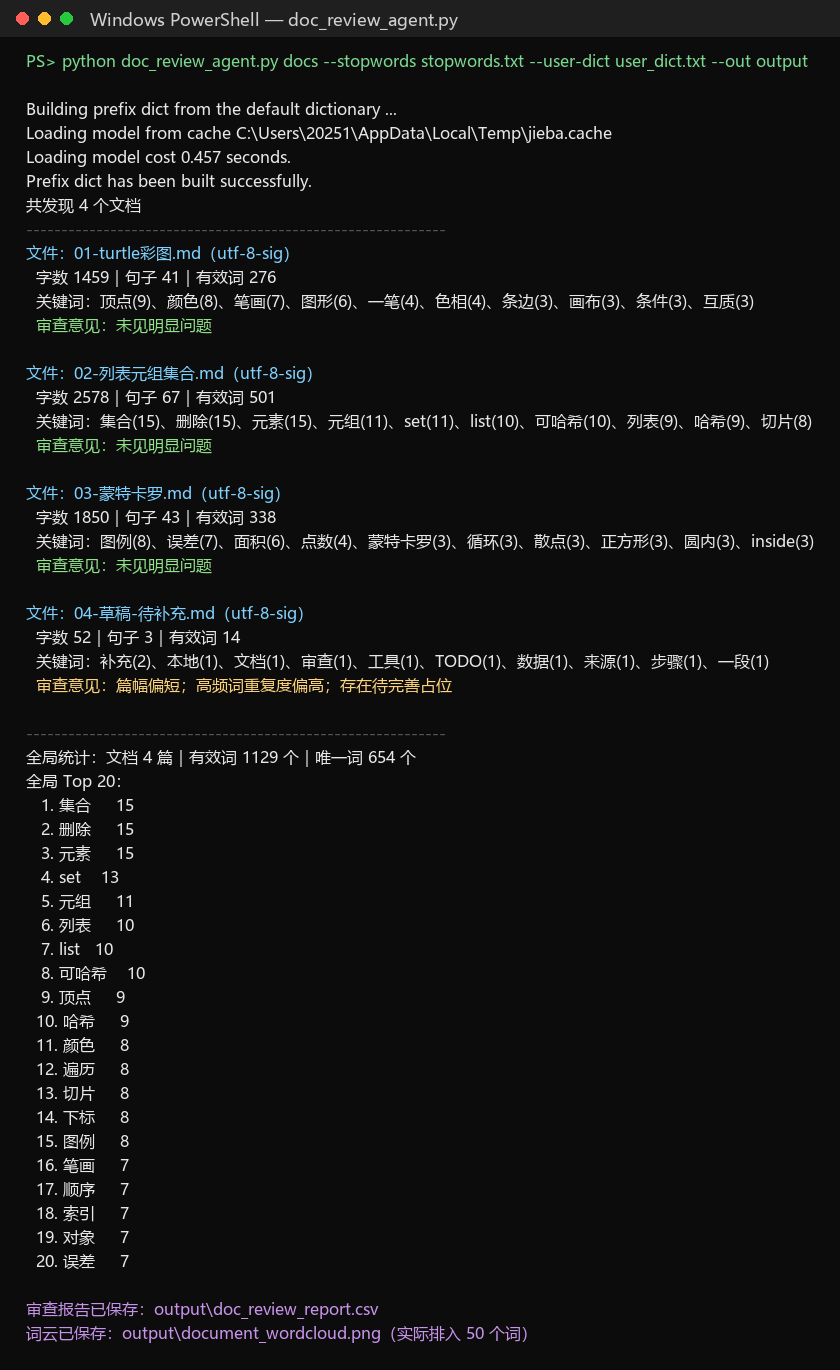 Windows PowerShell — doc_review_agent.py
PS> python doc_review_agent.py docs --stopwords stopwords.txt --user-dict user_dict.txt --out output
Building prefix dict from the default dictionary ...
Loading model from cache C:\Users\20251\AppData\Local\Temp\jieba.cache
Loading model cost 0.457 seconds.
Prefix dict has been built successfully.
共发现 4 个文档
------------------------------------------------------------
文件：01-turtle彩图.md（utf-8-sig）
字数 1459 | 句子 41 | 有效词 276
关键词：顶点(9)、颜色(8)、笔画(7)、图形(6)、一笔(4)、色相(4)、条边(3)、画布(3)、条件(3)、互质(3)
审查意见：未见明显问题
文件：02-列表元组集合.md（utf-8-sig）
字数 2578 | 句子 67 | 有效词 501
关键词：集合(15)、删除(15)、元素(15)、元组(11)、set(11)、list(10)、可哈希(10)、列表(9)、哈希(9)、切片(8)
审查意见：未见明显问题
文件：03-蒙特卡罗.md（utf-8-sig）
字数 1850 | 句子 43 | 有效词 338
关键词：图例(8)、误差(7)、面积(6)、点数(4)、蒙特卡罗(3)、循环(3)、散点(3)、正方形(3)、圆内(3)、inside(3)
审查意见：未见明显问题
文件：04-草稿-待补充.md（utf-8-sig）
字数 52 | 句子 3 | 有效词 14
关键词：补充(2)、本地(1)、文档(1)、审查(1)、工具(1)、TODO(1)、数据(1)、来源(1)、步骤(1)、一段(1)
审查意见：篇幅偏短；高频词重复度偏高；存在待完善占位
------------------------------------------------------------
全局统计：文档 4 篇 | 有效词 1129 个 | 唯一词 654 个
全局 Top 20：
1. 集合 15
2. 删除 15
3. 元素 15
4. set 13
5. 元组 11
6. 列表 10
7. list 10
8. 可哈希 10
9. 顶点 9
10. 哈希 9
11. 颜色 8
12. 遍历 8
13. 切片 8
14. 下标 8
15. 图例 8
16. 笔画 7
17. 顺序 7
18. 索引 7
19. 对象 7
20. 误差 7
审查报告已保存：output\doc_review_report.csv
词云已保存：output\document_wordcloud.png（实际排入 50 个词）